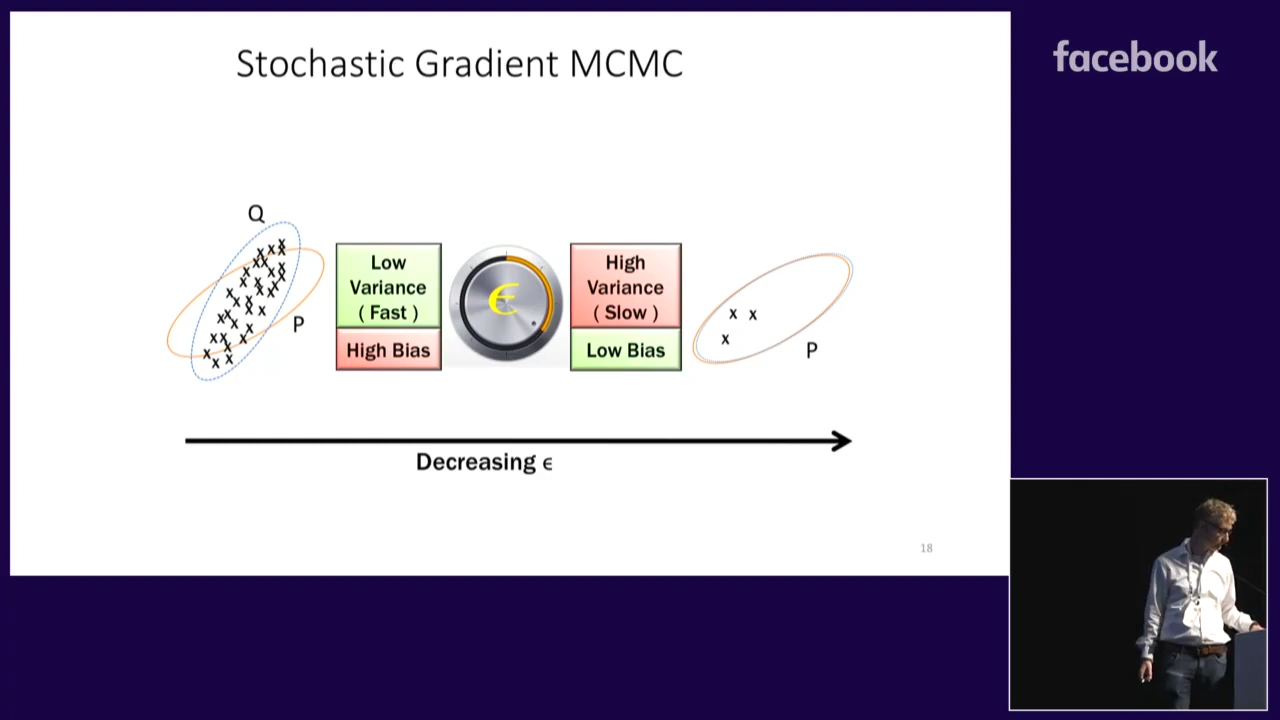 Stochastic Gradient MCMC
facebook
Q
P
Low
Variance
( Fast )
High Bias
ϵ
High
Variance
( Slow )
Low Bias
P
Decreasing ϵ
18